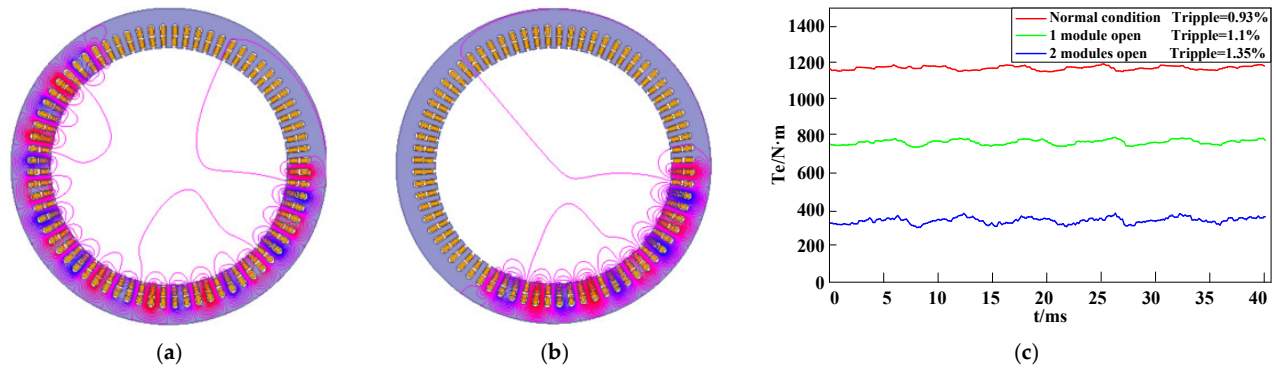 1400
1200
1000
800
600
400
200
0
Te/N·m
Normal condition Tripple=0.93%
1 module open Tripple=1.1%
2 modules open Tripple=1.35%
0 5 10 15 20 25 30 35 40
t/ms
(a) (b) (c)